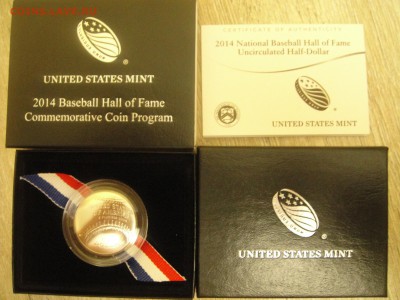 UNITED STATES MINT
2014 Baseball Hall of Fame
Commemorative Coin Program
CERTIFICATE OF AUTHENTICITY
2014 National Baseball Hall of Fame
Uncirculated Half-Dollar
UNITED STATES MINT
UNITED STATES MINT